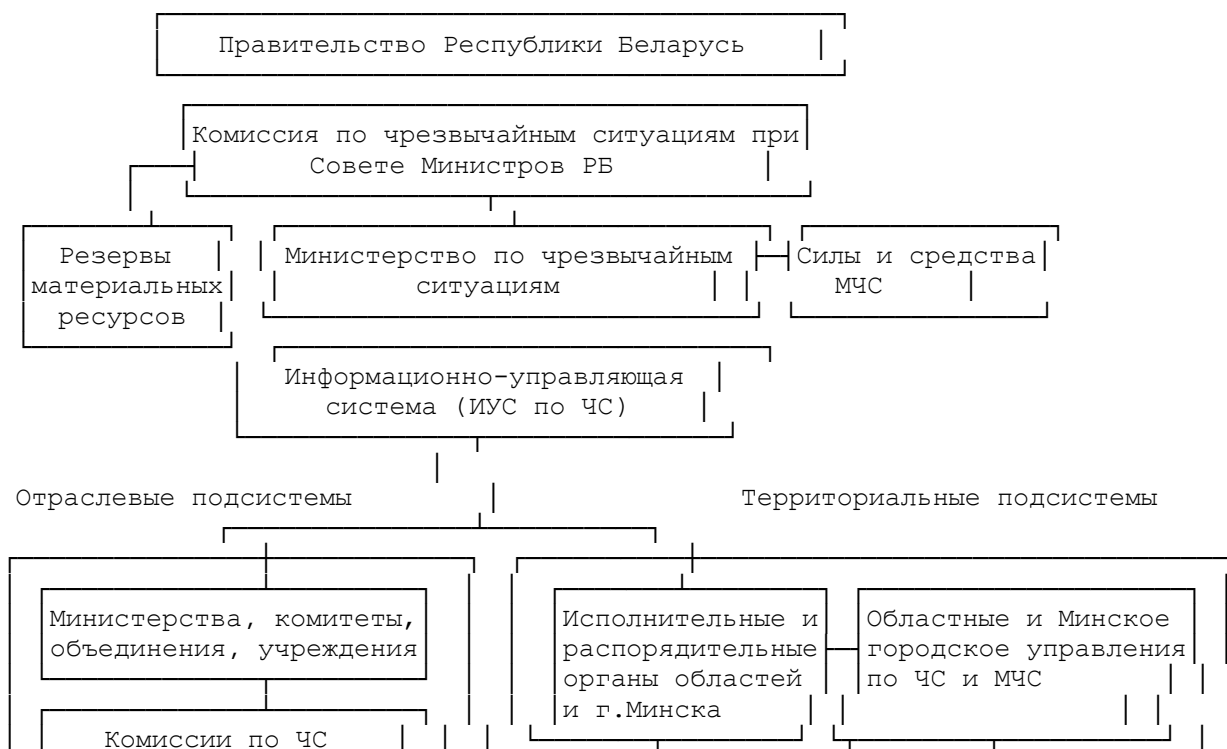 Правительство Республики Беларусь
Комиссия по чрезвычайным ситуациям при
Совете Министров РБ
Резервы
материальных
ресурсов
Министерство по чрезвычайным
ситуациям
Силы и средства
МЧС
Информационно-управляющая
система (ИУС по ЧС)
Отраслевые подсистемы
Территориальные подсистемы
Министерства, комитеты,
объединения, учреждения
Комиссии по ЧС
Исполнительные и
распорядительные
органы областей
и г.Минска
Областные и Минское
городское управления
по ЧС и МЧС